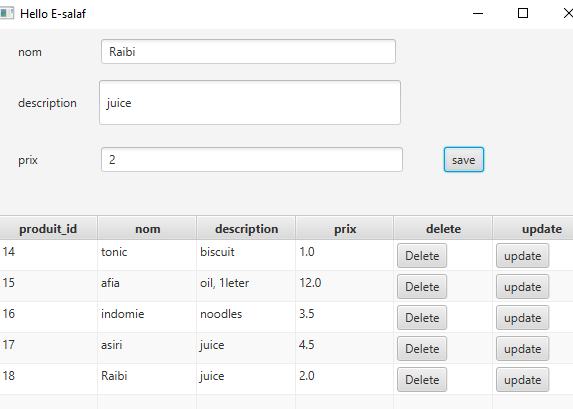 Hello E-salaf
nom Raibi
description juice
prix 2 save
produit_id nom description prix delete update
14 tonic biscuit 1.0 Delete update
15 afia oil, 1leter 12.0 Delete update
16 indomie noodles 3.5 Delete update
17 asiri juice 4.5 Delete update
18 Raibi juice 2.0 Delete update